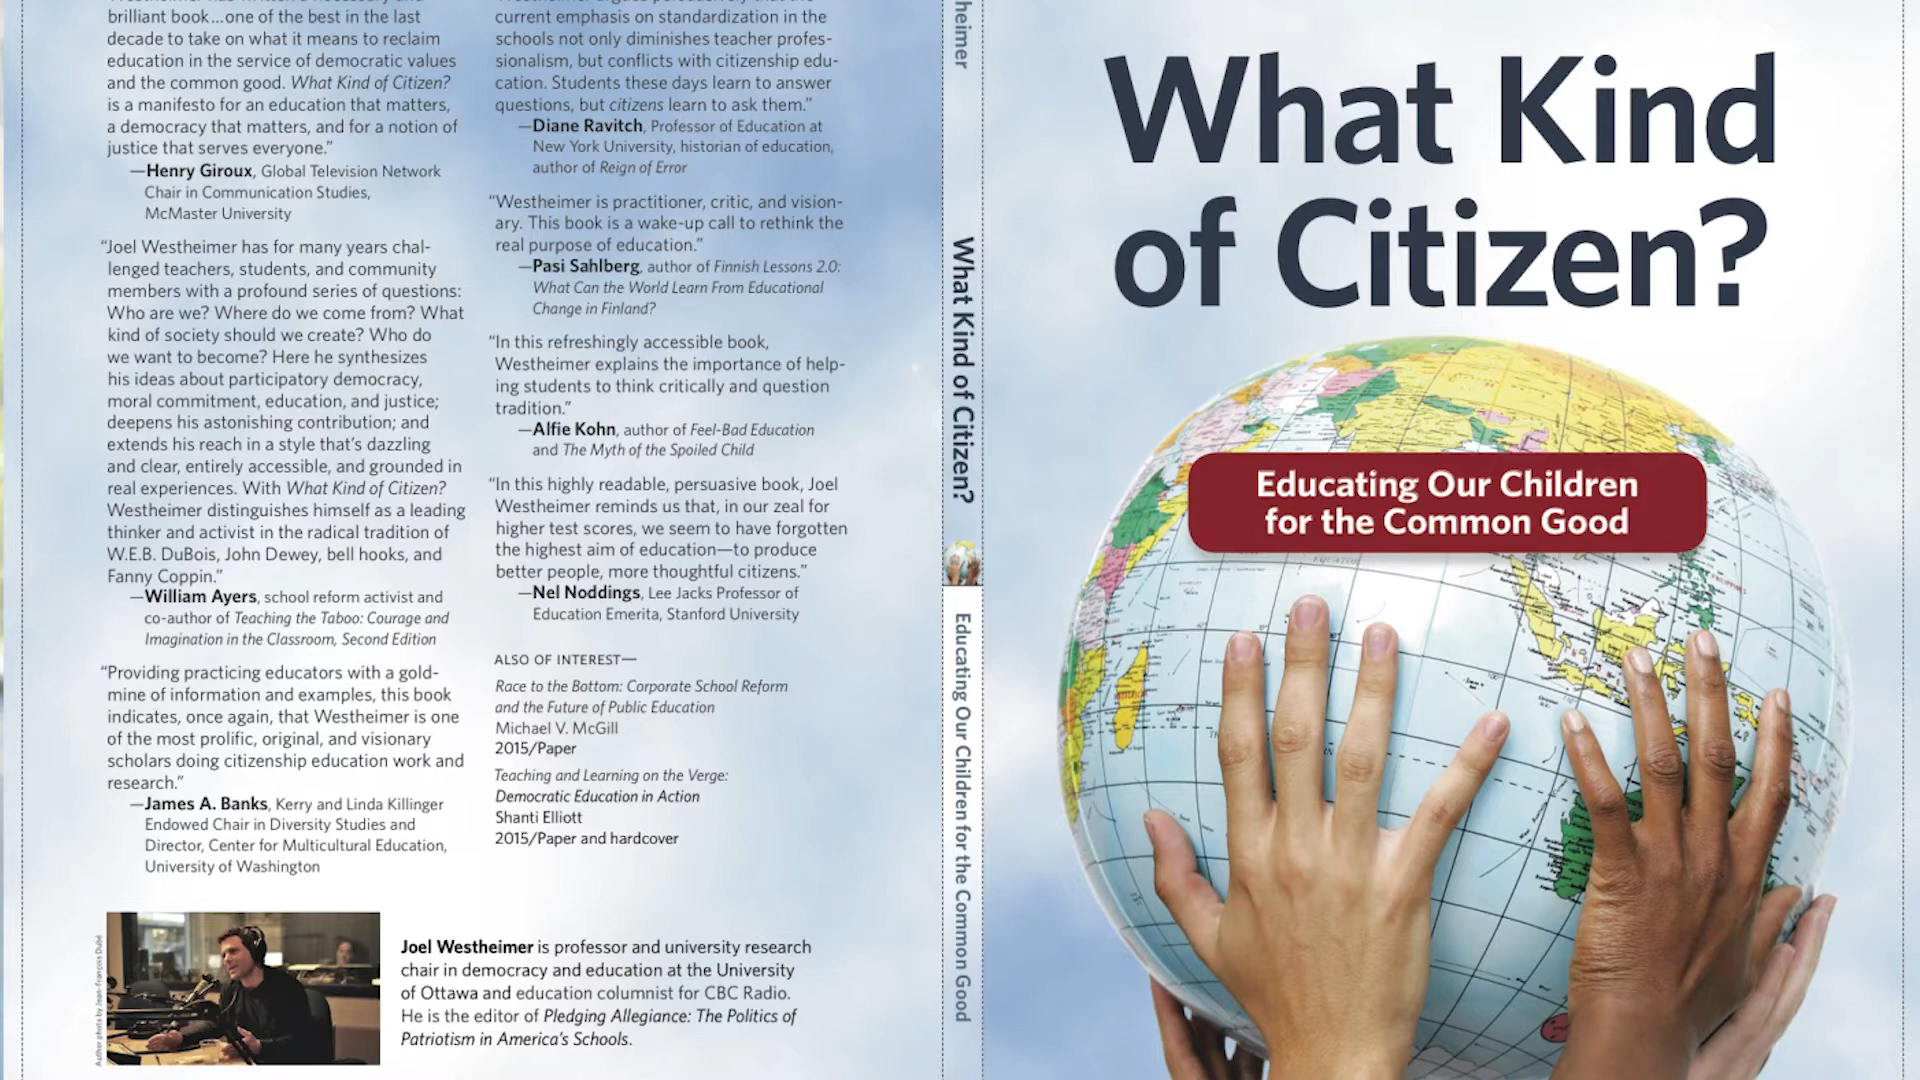 brilliant book...one of the best in the last
decade to take on what it means to reclaim
education in the service of democratic values
and the common good. What Kind of Citizen?
is a manifesto for an education that matters,
a democracy that matters, and for a notion of
justice that serves everyone.”
—Henry Giroux, Global Television Network
Chair in Communication Studies,
McMaster University
“Joel Westheimer has for many years chal-
lenged teachers, students, and community
members with a profound series of questions:
Who are we? Where do we come from? What
kind of society should we create? Who do
we want to become? Here he synthesizes
his ideas about participatory democracy,
moral commitment, education, and justice;
deepens his astonishing contribution; and
extends his reach in a style that’s dazzling
and clear, entirely accessible, and grounded in
real experiences. With What Kind of Citizen?
Westheimer distinguishes himself as a leading
thinker and activist in the radical tradition of
W.E.B. DuBois, John Dewey, bell hooks, and
Fanny Coppin.”
—William Ayers, school reform activist and
co-author of Teaching the Taboo: Courage and
Imagination in the Classroom, Second Edition
“Providing practicing educators with a gold-
mine of information and examples, this book
indicates, once again, that Westheimer is one
of the most prolific, original, and visionary
scholars doing citizenship education work and
research.”
—James A. Banks, Kerry and Linda Killinger
Endowed Chair in Diversity Studies and
Director, Center for Multicultural Education,
University of Washington
current emphasis on standardization in the
schools not only diminishes teacher profes-
sionalism, but conflicts with citizenship edu-
cation. Students these days learn to answer
questions, but citizens learn to ask them.”
—Diane Ravitch, Professor of Education at
New York University, historian of education,
author of Reign of Error
“Westheimer is practitioner, critic, and vision-
ary. This book is a wake-up call to rethink the
real purpose of education.”
—Pasi Sahlberg, author of Finnish Lessons 2.0:
What Can the World Learn From Educational
Change in Finland?
“In this refreshingly accessible book,
Westheimer explains the importance of help-
ing students to think critically and question
tradition.”
—Alfie Kohn, author of Feel-Bad Education
and The Myth of the Spoiled Child
“In this highly readable, persuasive book, Joel
Westheimer reminds us that, in our zeal for
higher test scores, we seem to have forgotten
the highest aim of education—to produce
better people, more thoughtful citizens.”
—Nel Noddings, Lee Jacks Professor of
Education Emerita, Stanford University
ALSO OF INTEREST—
Race to the Bottom: Corporate School Reform
and the Future of Public Education
Michael V. McGill
2015/Paper
Teaching and Learning on the Verge:
Democratic Education in Action
Shanti Elliott
2015/Paper and hardcover
Author photo by Jean-François Dubé
Joel Westheimer is professor and university research
chair in democracy and education at the University
of Ottawa and education columnist for CBC Radio.
He is the editor of Pledging Allegiance: The Politics of
Patriotism in America’s Schools.
heimer
What Kind of Citizen?
Educating Our Children for the Common Good
What Kind
of Citizen?
Educating Our Children
for the Common Good
EQUATOR
PHILIPPINES